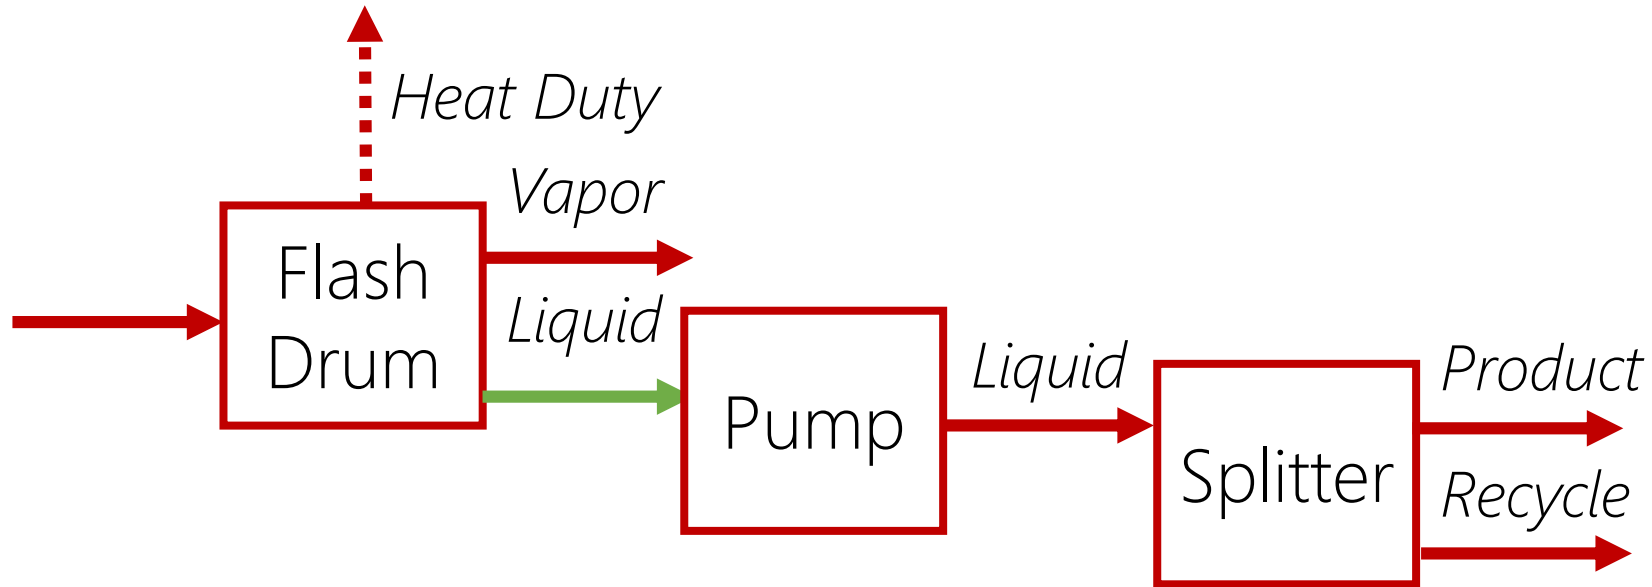 Heat Duty
Vapor
Flash
Drum
Liquid
Pump
Liquid
Splitter
Product
Recycle